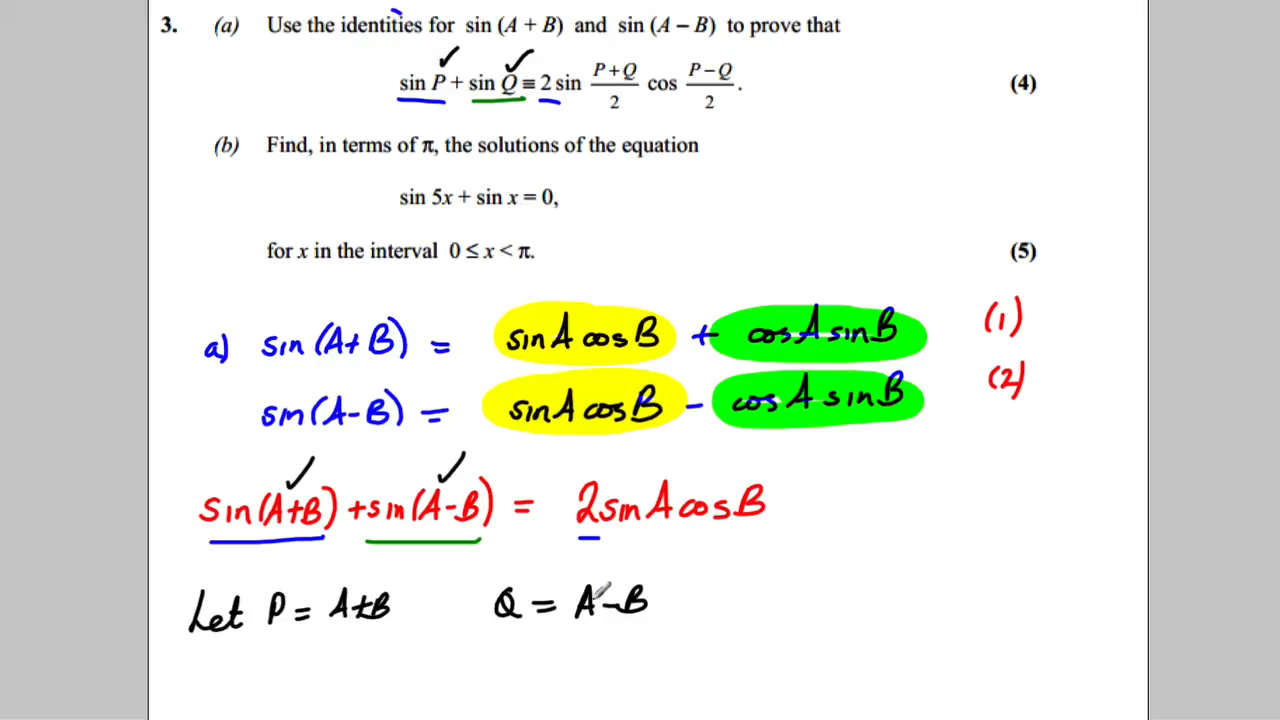 3. (a) Use the identities for sin (A + B) and sin (A − B) to prove that
sin P + sin Q ≡ 2 sin (P+Q)/2 cos (P−Q)/2. (4)
(b) Find, in terms of π, the solutions of the equation
sin 5x + sin x = 0,
for x in the interval 0 ≤ x < π. (5)
a) sin (A+B) = sinA cosB + cosA sinB (1)
sin(A-B) = sinA cosB - cosA sinB (2)
sin(A+B) + sin(A-B) = 2sinA cosB
Let P = A+B Q = A-B